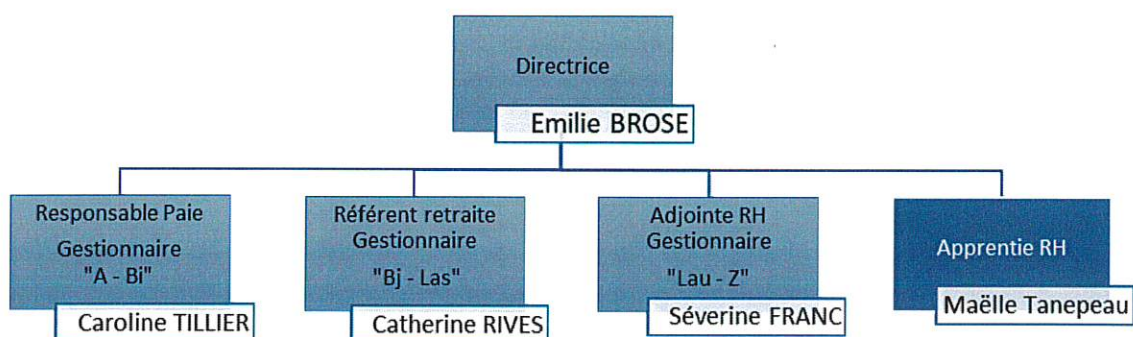 Directrice
Emilie BROSE
Responsable Paie
Gestionnaire
"A - Bi"
Caroline TILLIER
Référent retraite
Gestionnaire
"Bj - Las"
Catherine RIVES
Adjointe RH
Gestionnaire
"Lau - Z"
Séverine FRANC
Apprentie RH
Maëlle Tanepeau